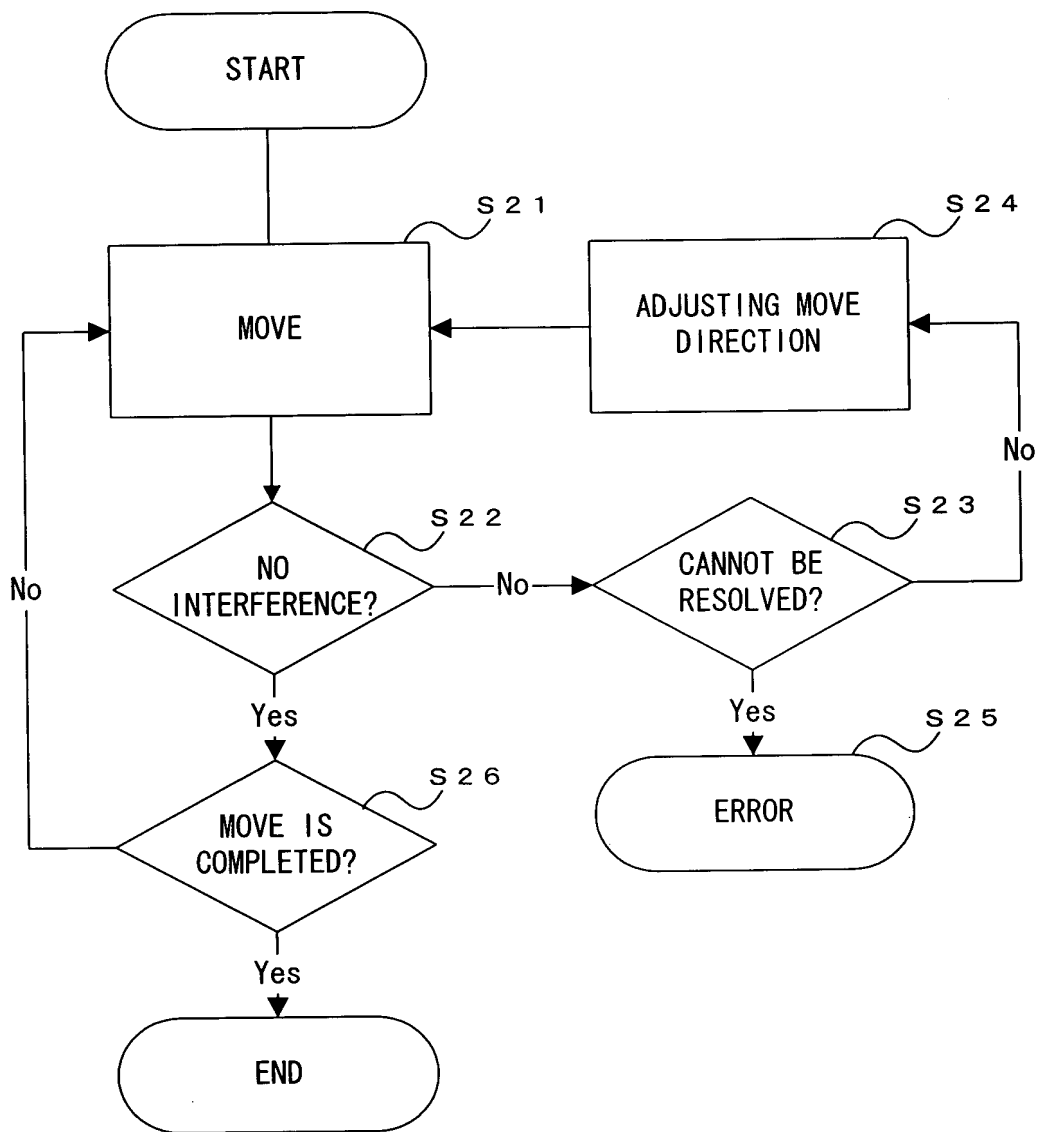 START
S21
MOVE
S24
ADJUSTING MOVE
DIRECTION
No
S22
NO
INTERFERENCE?
No
S23
CANNOT BE
RESOLVED?
No
Yes
Yes
S25
ERROR
S26
MOVE IS
COMPLETED?
Yes
END